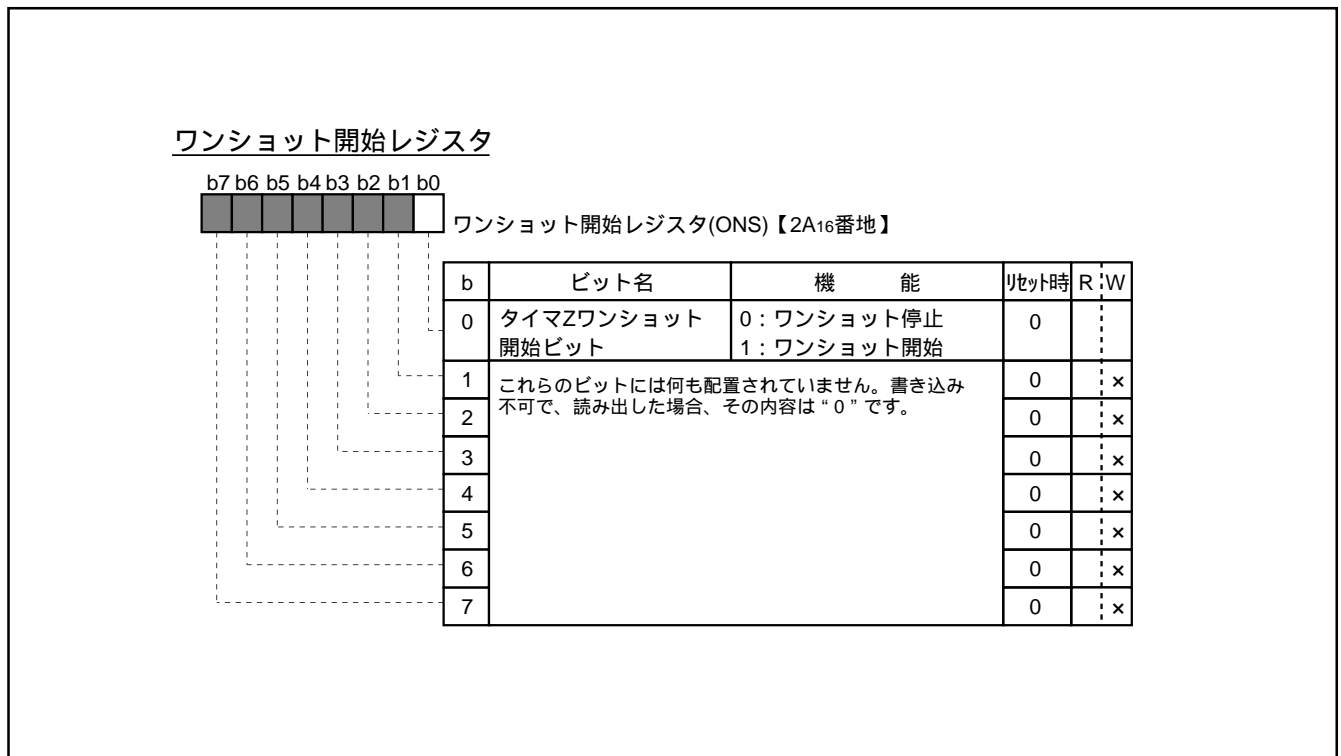 ワンショット開始レジスタ
b7 b6 b5 b4 b3 b2 b1 b0
ワンショット開始レジスタ(ONS)【2A16番地】
b ビット名 機 能 リセット時 R W
0 タイマZワンショット 0：ワンショット停止 0
開始ビット 1：ワンショット開始
1 これらのビットには何も配置されていません。書き込み 0 ×
2 不可で、読み出した場合、その内容は“0”です。 0 ×
3 0 ×
4 0 ×
5 0 ×
6 0 ×
7 0 ×